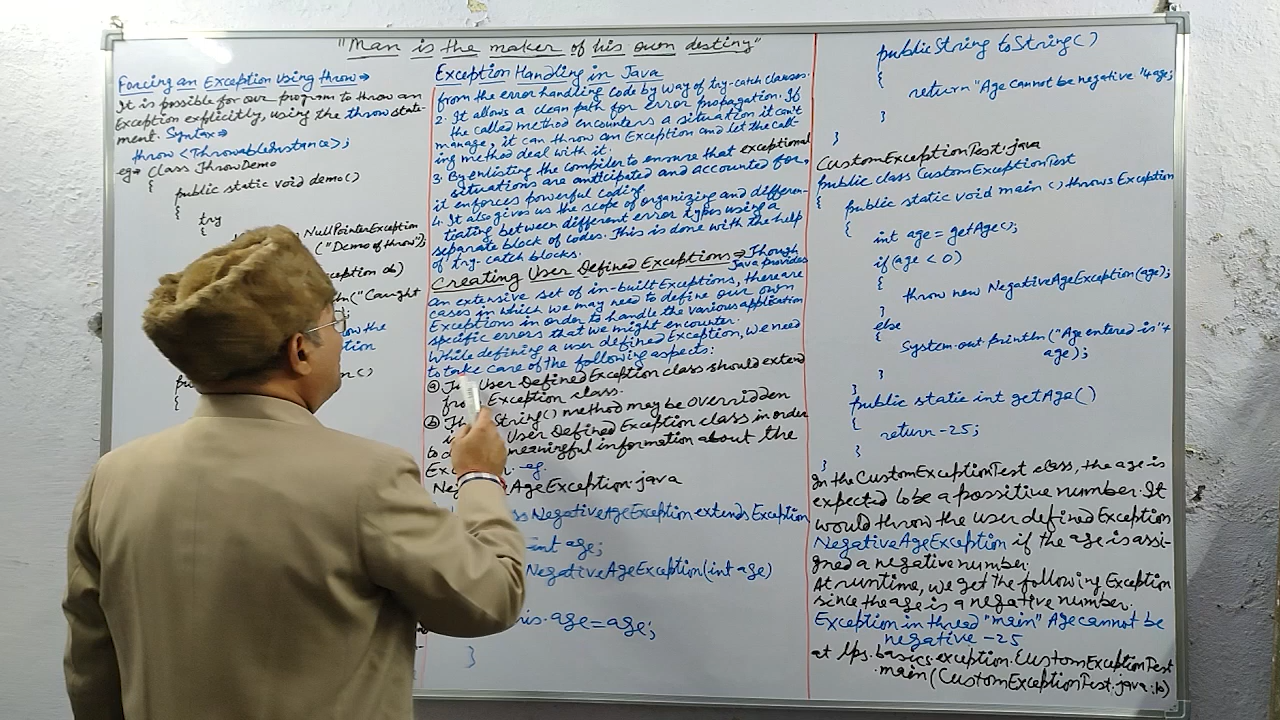 "Man is the maker of his own destiny"
Forcing an Exception using throw ⇒
It is possible for our program to throw an
Exception explicitly, using the throw state-
ment. Syntax ⇒
throw <ThrowableInstance>;
eg ⇒ Class ThrowDemo
{
public static void demo()
{
try
{
NullPointerException
("Demo of throw");
ception ob)
ln("Caught
ow the
tion
pu
{
Exception Handling in Java
from the error handling code by way of try-catch clauses.
2. It allows a clean path for error propagation. If
the called method encounters a situation it can't
manage, it can throw an Exception and let the call-
ing method deal with it.
3. By enlisting the compiler to ensure that exceptional
situations are anticipated and accounted for,
it enforces powerful coding.
4. It also gives us the scope of organizing and differen-
tiating between different error types using a
separate block of codes. This is done with the help
of try-catch blocks.
Creating User Defined Exceptions ⇒ Though
Java provides
an extensive set of in-built Exceptions, there are
cases in which we may need to define our own
Exceptions in order to handle the various application
specific errors that we might encounter.
While defining a user defined Exception, we need
to take care of the following aspects:
(a) User Defined Exception class should extend
Exception class.
(b) String() method may be overridden
User Defined Exception class in order
to meaningful information about the
eg.
AgeException.java
NegativeAgeException extends Exception
int age;
NegativeAgeException(int age)
his.age=age;
}
public String toString()
{
return "Age cannot be negative "+age;
}
}
CustomExceptionTest.java
public class CustomExceptionTest
{
public static void main () throws Exception
{
int age = getAge();
if (age < 0)
{
throw new NegativeAgeException(age);
}
else
{
System.out.println("Age entered is "+
age);
}
}
public static int getAge()
{
return -25;
}
}
In the CustomExceptionTest class, the age is
expected to be a possitive number. It
would throw the user defined Exception
NegativeAgeException if the age is assi-
gned a negative number.
At runtime, we get the following Exception
since the age is a negative number.
Exception in thread "main" Age cannot be
negative -25
at lps.basics.exception.CustomExceptionTest
.main(CustomExceptionTest.java:10)